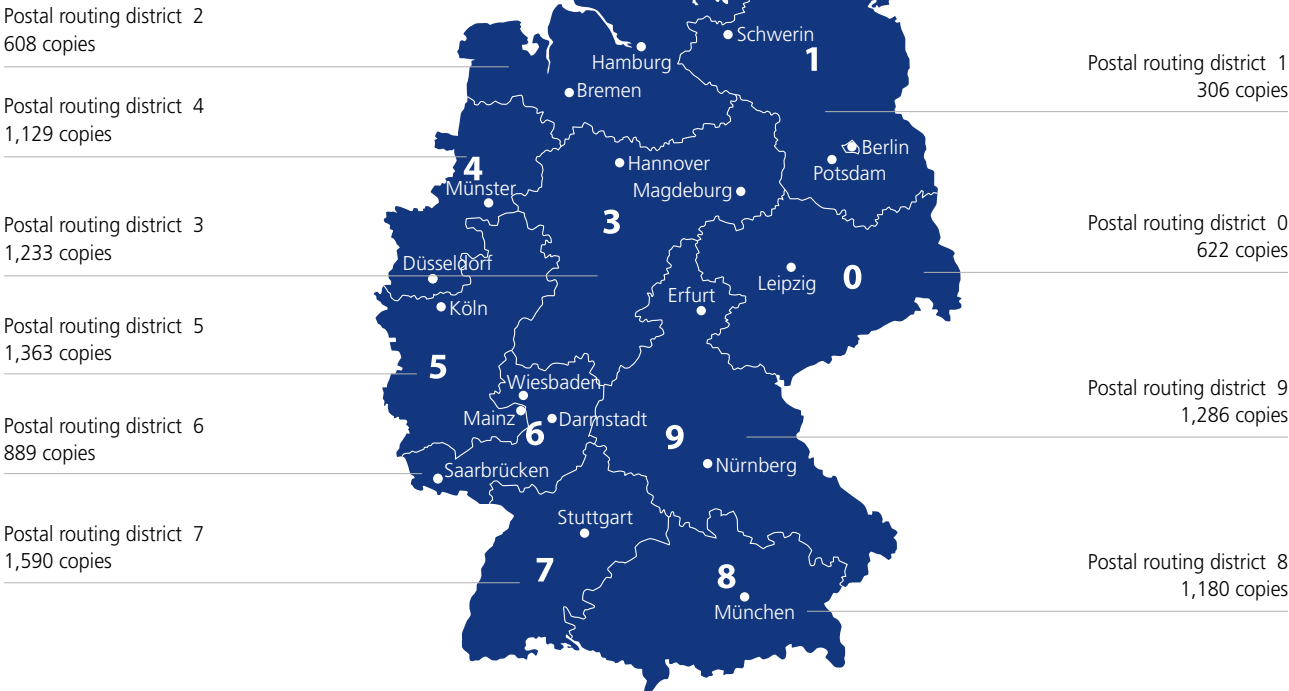 Postal routing district 2
608 copies
Postal routing district 4
1,129 copies
Postal routing district 3
1,233 copies
Postal routing district 5
1,363 copies
Postal routing district 6
889 copies
Postal routing district 7
1,590 copies
Schwerin
1
Hamburg
Bremen
Berlin
Potsdam
4
Hannover
Münster
Magdeburg
3
Düsseldorf
Leipzig
0
Erfurt
Köln
5
Wiesbaden
Mainz
Darmstadt
6
9
Saarbrücken
Nürnberg
Stuttgart
7
8
München
Postal routing district 1
306 copies
Postal routing district 0
622 copies
Postal routing district 9
1,286 copies
Postal routing district 8
1,180 copies